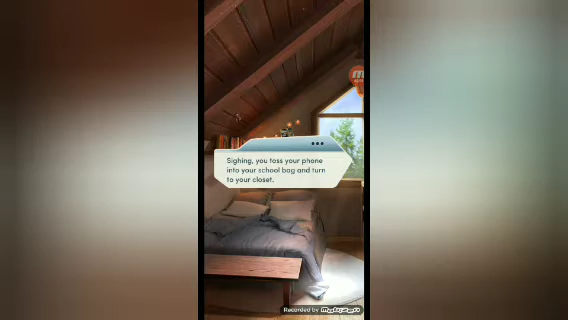 Sighing, you toss your phone
into your school bag and turn
to your closet.
Recorded by